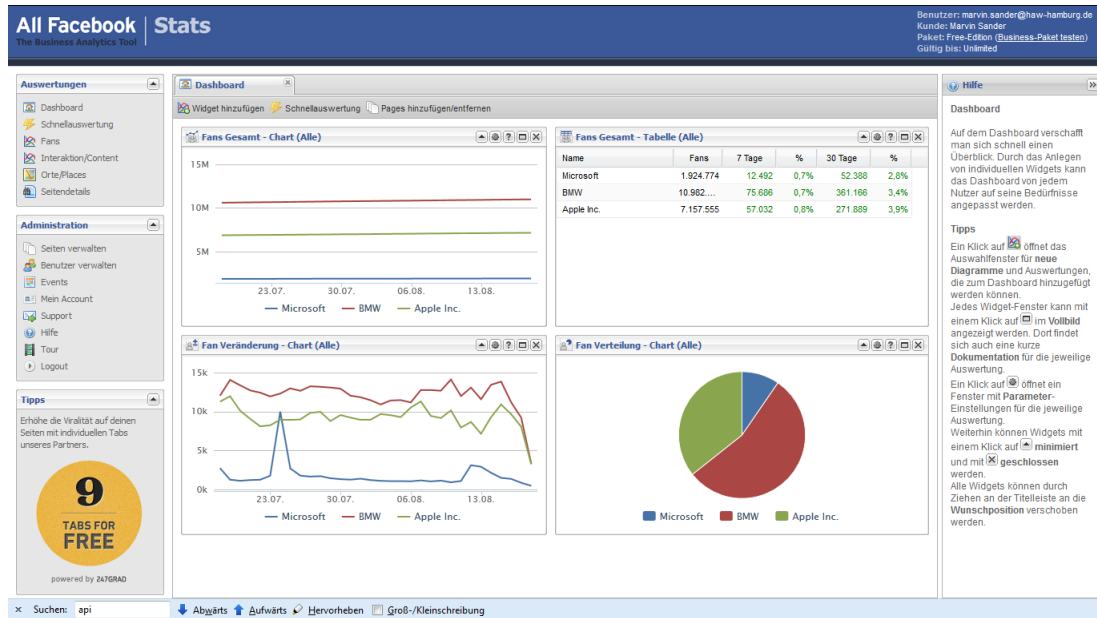 All Facebook | Stats
The Business Analytics Tool
Benutzer: marvin.sander@haw-hamburg.de
Kunde: Marvin Sander
Paket: Free-Edition (Business-Paket testen)
Gültig bis: Unlimited
Auswertungen
Dashboard
Schnellauswertung
Fans
Interaktion/Content
Orte/Places
Seitendetails
Administration
Seiten verwalten
Benutzer verwalten
Events
Mein Account
Support
Hilfe
Tour
Logout
Tipps
Erhöhe die Viralität auf deinen
Seiten mit individuellen Tabs
unseres Partners.
9
TABS FOR
FREE
powered by 247GRAD
Dashboard
Widget hinzufügen Schnellauswertung Pages hinzufügen/entfernen
Fans Gesamt - Chart (Alle)
15M
10M
5M
23.07. 30.07. 06.08. 13.08.
Microsoft BMW Apple Inc.
Fans Gesamt - Tabelle (Alle)
Name Fans 7 Tage % 30 Tage %
Microsoft 1.924.774 12.492 0,7% 52.388 2,8%
BMW 10.982.... 75.686 0,7% 361.166 3,4%
Apple Inc. 7.157.555 57.032 0,8% 271.889 3,9%
Fan Veränderung - Chart (Alle)
15k
10k
5k
0k
23.07. 30.07. 06.08. 13.08.
Microsoft BMW Apple Inc.
Fan Verteilung - Chart (Alle)
Microsoft BMW Apple Inc.
Hilfe
Dashboard
Auf dem Dashboard verschafft
man sich schnell einen
Überblick. Durch das Anlegen
von individuellen Widgets kann
das Dashboard von jedem
Nutzer auf seine Bedürfnisse
angepasst werden.
Tipps
Ein Klick auf öffnet das
Auswahlfenster für neue
Diagramme und Auswertungen,
die zum Dashboard hinzugefügt
werden können.
Jedes Widget-Fenster kann mit
einem Klick auf im Vollbild
angezeigt werden. Dort findet
sich auch eine kurze
Dokumentation für die jeweilige
Auswertung.
Ein Klick auf öffnet ein
Fenster mit Parameter-
Einstellungen für die jeweilige
Auswertung.
Weiterhin können Widgets mit
einem Klick auf minimiert
und mit geschlossen
werden.
Alle Widgets können durch
Ziehen an der Titelleiste an die
Wunschposition verschoben
werden.
× Suchen: api Abwärts Aufwärts Hervorheben Groß-/Kleinschreibung